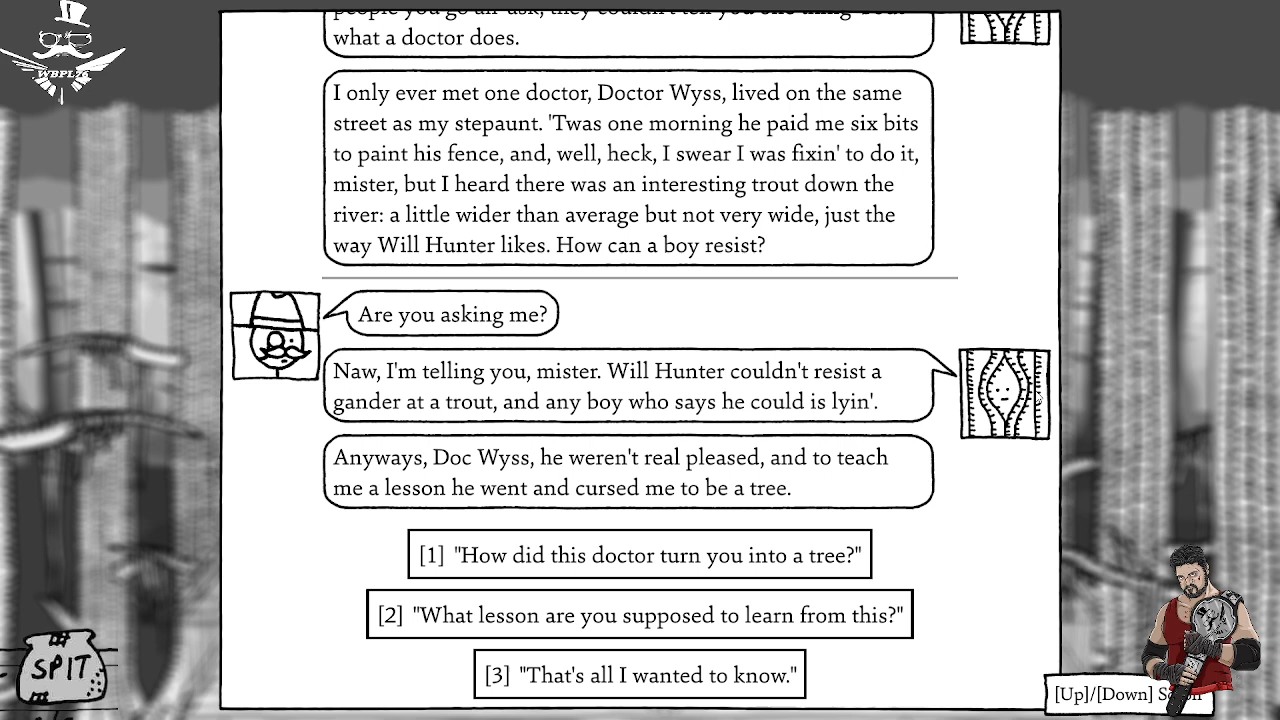 WBPL76
what a doctor does.
I only ever met one doctor, Doctor Wyss, lived on the same
street as my stepaunt. 'Twas one morning he paid me six bits
to paint his fence, and, well, heck, I swear I was fixin' to do it,
mister, but I heard there was an interesting trout down the
river: a little wider than average but not very wide, just the
way Will Hunter likes. How can a boy resist?
Are you asking me?
Naw, I'm telling you, mister. Will Hunter couldn't resist a
gander at a trout, and any boy who says he could is lyin'.
Anyways, Doc Wyss, he weren't real pleased, and to teach
me a lesson he went and cursed me to be a tree.
[1] "How did this doctor turn you into a tree?"
[2] "What lesson are you supposed to learn from this?"
[3] "That's all I wanted to know."
SPIT
[Up]/[Down]